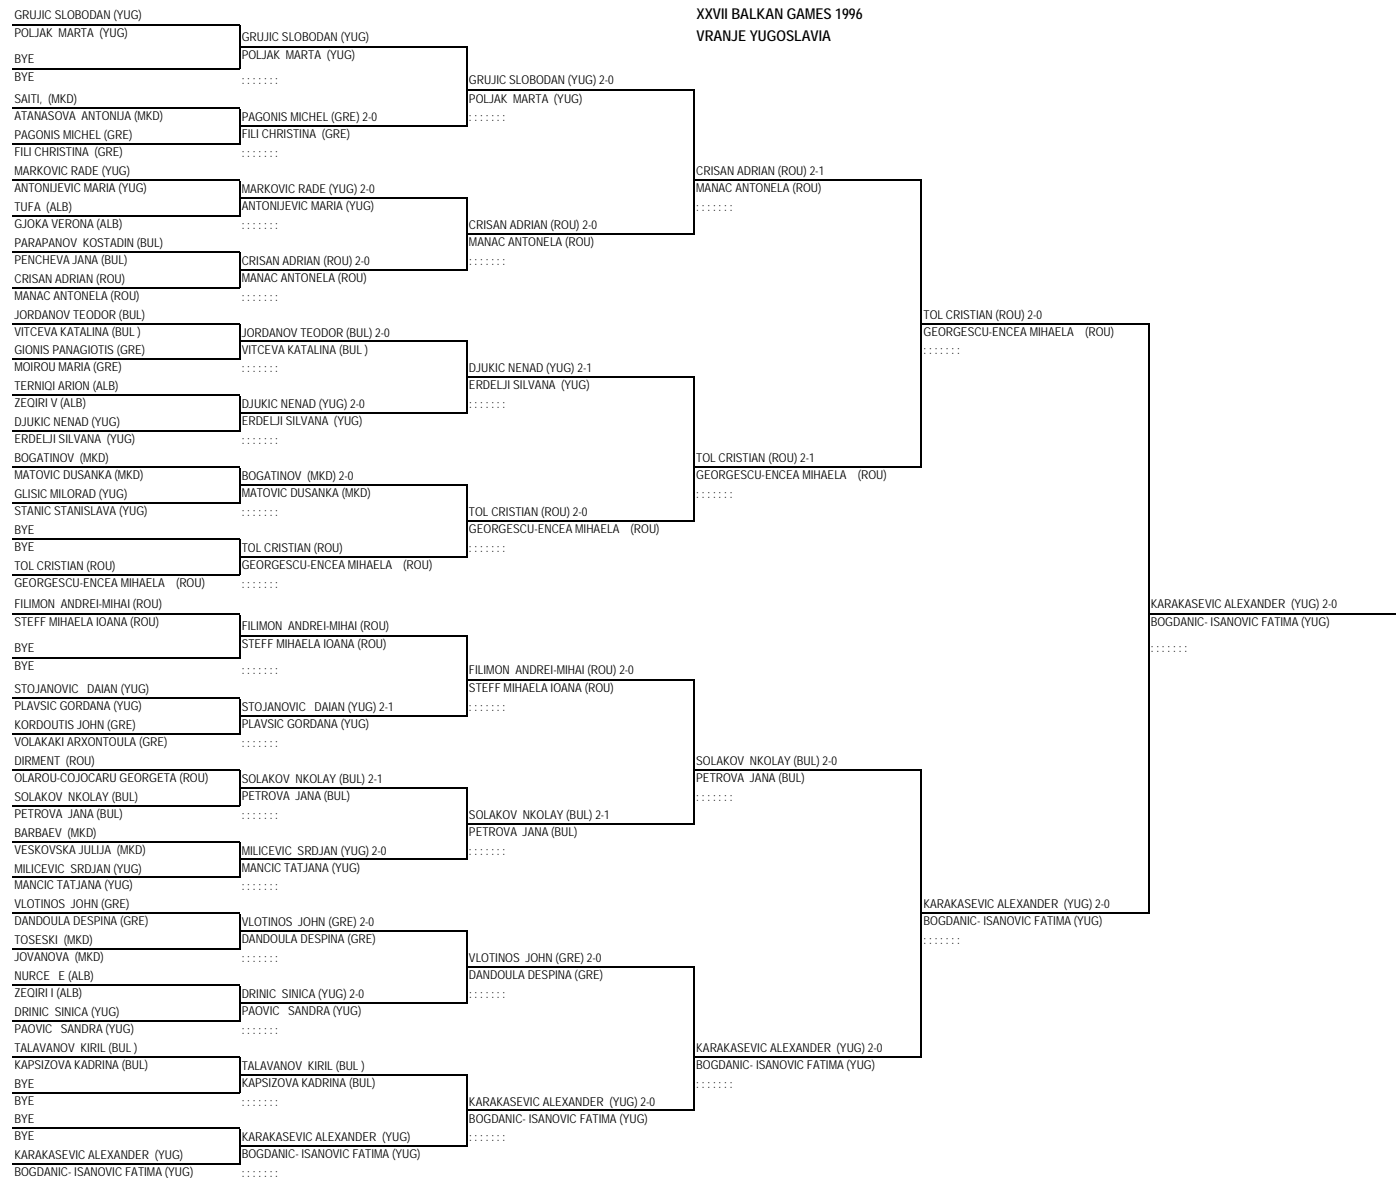 XXVII BALKAN GAMES 1996
VRANJE YUGOSLAVIA
GRUJIC SLOBODAN (YUG)
POLJAK MARTA (YUG)
BYE
BYE
SAITI, (MKD)
ATANASOVA ANTONIJA (MKD)
PAGONIS MICHEL (GRE)
FILI CHRISTINA (GRE)
MARKOVIC RADE (YUG)
ANTONIJEVIC MARIA (YUG)
TUFA (ALB)
GJOKA VERONA (ALB)
PARAPANOV KOSTADIN (BUL)
PENCHEVA JANA (BUL)
CRISAN ADRIAN (ROU)
MANAC ANTONELA (ROU)
JORDANOV TEODOR (BUL)
VITCEVA KATALINA (BUL )
GIONIS PANAGIOTIS (GRE)
MOIROU MARIA (GRE)
TERNIQI ARION (ALB)
ZEQIRI V (ALB)
DJUKIC NENAD (YUG)
ERDELJI SILVANA (YUG)
BOGATINOV (MKD)
MATOVIC DUSANKA (MKD)
GLISIC MILORAD (YUG)
STANIC STANISLAVA (YUG)
BYE
BYE
TOL CRISTIAN (ROU)
GEORGESCU-ENCEA MIHAELA (ROU)
FILIMON ANDREI-MIHAI (ROU)
STEFF MIHAELA IOANA (ROU)
BYE
BYE
STOJANOVIC DAIAN (YUG)
PLAVSIC GORDANA (YUG)
KORDOUTIS JOHN (GRE)
VOLAKAKI ARXONTOULA (GRE)
DIRMENT (ROU)
OLAROU-COJOCARU GEORGETA (ROU)
SOLAKOV NKOLAY (BUL)
PETROVA JANA (BUL)
BARBAEV (MKD)
VESKOVSKA JULIJA (MKD)
MILICEVIC SRDJAN (YUG)
MANCIC TATJANA (YUG)
VLOTINOS JOHN (GRE)
DANDOULA DESPINA (GRE)
TOSESKI (MKD)
JOVANOVA (MKD)
NURCE E (ALB)
ZEQIRI I (ALB)
DRINIC SINICA (YUG)
PAOVIC SANDRA (YUG)
TALAVANOV KIRIL (BUL )
KAPSIZOVA KADRINA (BUL)
BYE
BYE
BYE
BYE
KARAKASEVIC ALEXANDER (YUG)
BOGDANIC- ISANOVIC FATIMA (YUG)
GRUJIC SLOBODAN (YUG)
POLJAK MARTA (YUG)
: : : : : : :
PAGONIS MICHEL (GRE) 2-0
FILI CHRISTINA (GRE)
: : : : : : :
MARKOVIC RADE (YUG) 2-0
ANTONIJEVIC MARIA (YUG)
: : : : : : :
CRISAN ADRIAN (ROU) 2-0
MANAC ANTONELA (ROU)
: : : : : : :
JORDANOV TEODOR (BUL) 2-0
VITCEVA KATALINA (BUL )
: : : : : : :
DJUKIC NENAD (YUG) 2-0
ERDELJI SILVANA (YUG)
: : : : : : :
BOGATINOV (MKD) 2-0
MATOVIC DUSANKA (MKD)
: : : : : : :
TOL CRISTIAN (ROU)
GEORGESCU-ENCEA MIHAELA (ROU)
: : : : : : :
FILIMON ANDREI-MIHAI (ROU)
STEFF MIHAELA IOANA (ROU)
: : : : : : :
STOJANOVIC DAIAN (YUG) 2-1
PLAVSIC GORDANA (YUG)
: : : : : : :
SOLAKOV NKOLAY (BUL) 2-1
PETROVA JANA (BUL)
: : : : : : :
MILICEVIC SRDJAN (YUG) 2-0
MANCIC TATJANA (YUG)
: : : : : : :
VLOTINOS JOHN (GRE) 2-0
DANDOULA DESPINA (GRE)
: : : : : : :
DRINIC SINICA (YUG) 2-0
PAOVIC SANDRA (YUG)
: : : : : : :
TALAVANOV KIRIL (BUL )
KAPSIZOVA KADRINA (BUL)
: : : : : : :
KARAKASEVIC ALEXANDER (YUG)
BOGDANIC- ISANOVIC FATIMA (YUG)
: : : : : : :
GRUJIC SLOBODAN (YUG) 2-0
POLJAK MARTA (YUG)
: : : : : : :
CRISAN ADRIAN (ROU) 2-0
MANAC ANTONELA (ROU)
: : : : : : :
DJUKIC NENAD (YUG) 2-1
ERDELJI SILVANA (YUG)
: : : : : : :
TOL CRISTIAN (ROU) 2-0
GEORGESCU-ENCEA MIHAELA (ROU)
: : : : : : :
FILIMON ANDREI-MIHAI (ROU) 2-0
STEFF MIHAELA IOANA (ROU)
: : : : : : :
SOLAKOV NKOLAY (BUL) 2-1
PETROVA JANA (BUL)
: : : : : : :
VLOTINOS JOHN (GRE) 2-0
DANDOULA DESPINA (GRE)
: : : : : : :
KARAKASEVIC ALEXANDER (YUG) 2-0
BOGDANIC- ISANOVIC FATIMA (YUG)
: : : : : : :
CRISAN ADRIAN (ROU) 2-1
MANAC ANTONELA (ROU)
: : : : : : :
TOL CRISTIAN (ROU) 2-1
GEORGESCU-ENCEA MIHAELA (ROU)
: : : : : : :
SOLAKOV NKOLAY (BUL) 2-0
PETROVA JANA (BUL)
: : : : : : :
KARAKASEVIC ALEXANDER (YUG) 2-0
BOGDANIC- ISANOVIC FATIMA (YUG)
: : : : : : :
TOL CRISTIAN (ROU) 2-0
GEORGESCU-ENCEA MIHAELA (ROU)
: : : : : : :
KARAKASEVIC ALEXANDER (YUG) 2-0
BOGDANIC- ISANOVIC FATIMA (YUG)
: : : : : : :
KARAKASEVIC ALEXANDER (YUG) 2-0
BOGDANIC- ISANOVIC FATIMA (YUG)
: : : : : : :